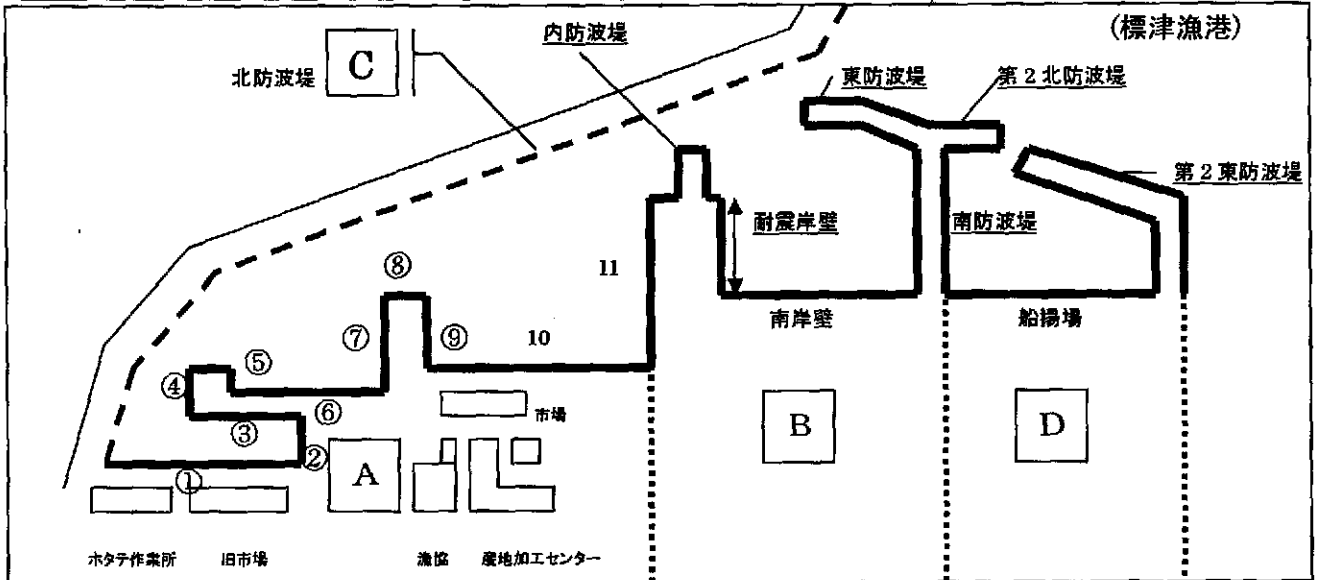 (標津漁港)
内防波堤
北防波堤
C
東防波堤
第2北防波堤
第2東防波堤
耐震岸壁
南防波堤
⑧
11
南岸壁
船揚場
⑦
⑨
10
⑤
④
⑥
市場
③
B
D
②
A
①
ホタテ作業所
旧市場
漁協
産地加工センター